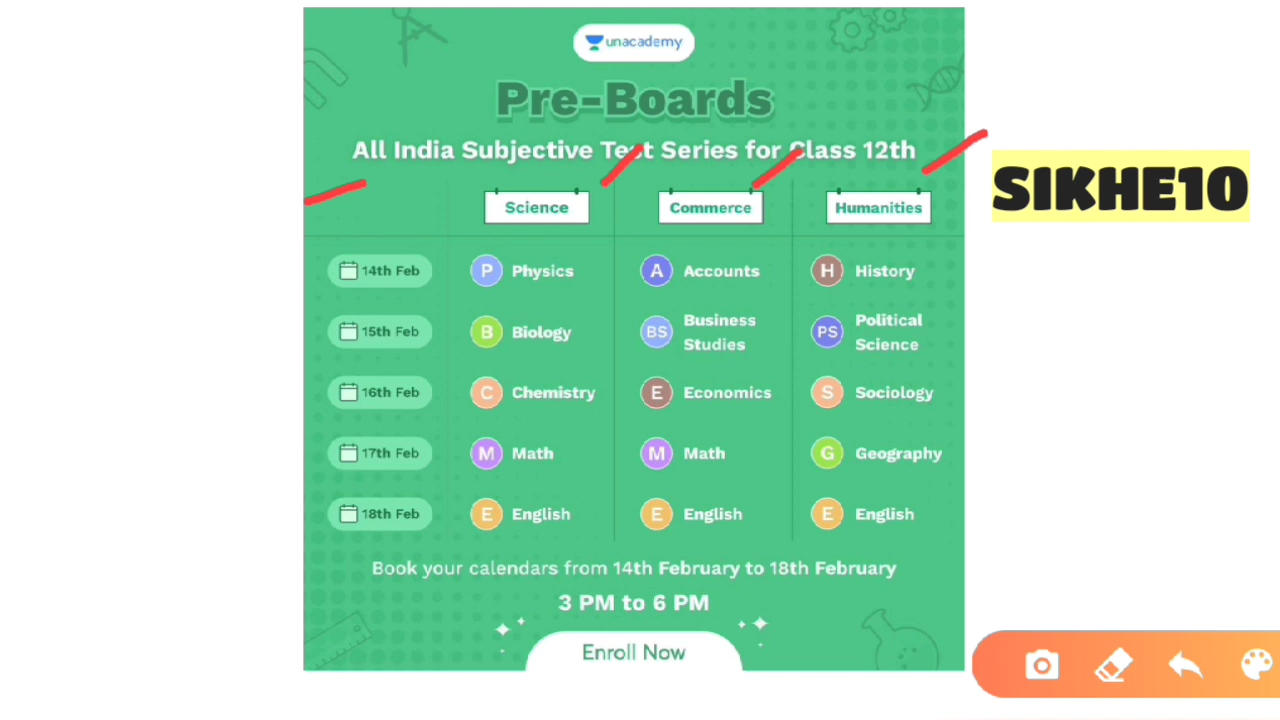 unacademy
Pre-Boards
All India Subjective Test Series for Class 12th
SIKHE10
Science Commerce Humanities
14th Feb P Physics A Accounts H History
15th Feb B Biology BS Business Studies PS Political Science
16th Feb C Chemistry E Economics S Sociology
17th Feb M Math M Math G Geography
18th Feb E English E English E English
Book your calendars from 14th February to 18th February
3 PM to 6 PM
Enroll Now